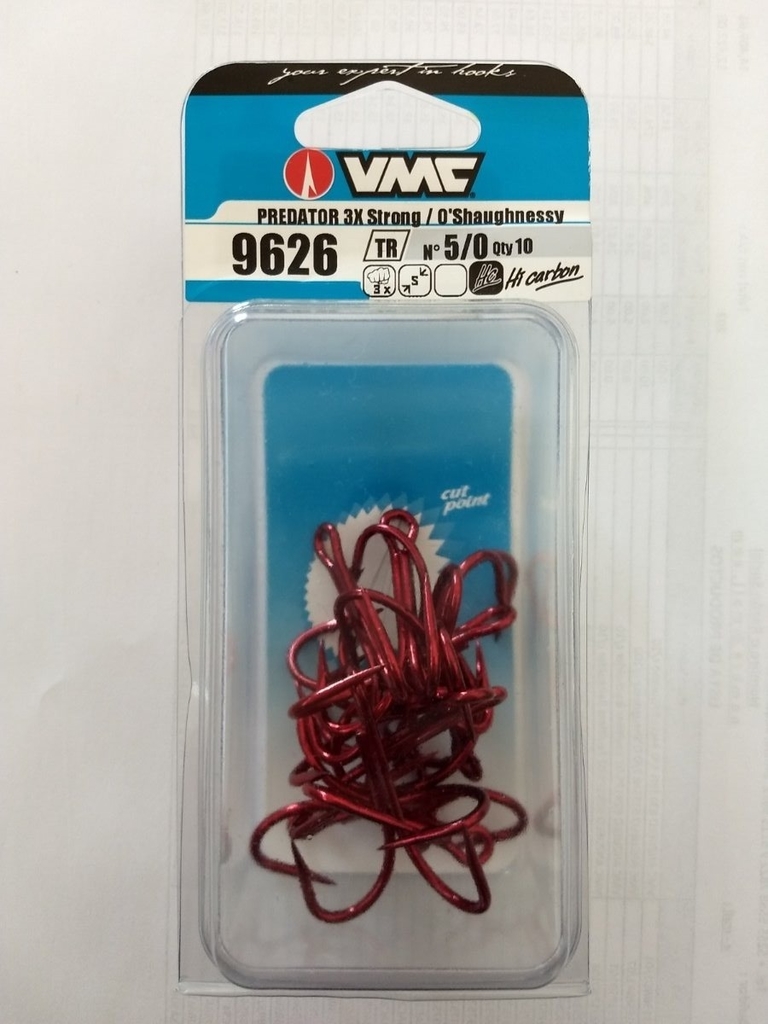 your expert in hooks
VMC
PREDATOR 3X Strong / O'Shaughnessy
9626 TR N° 5/0 Qty 10
3x S Hc Hi carbon
cut
point